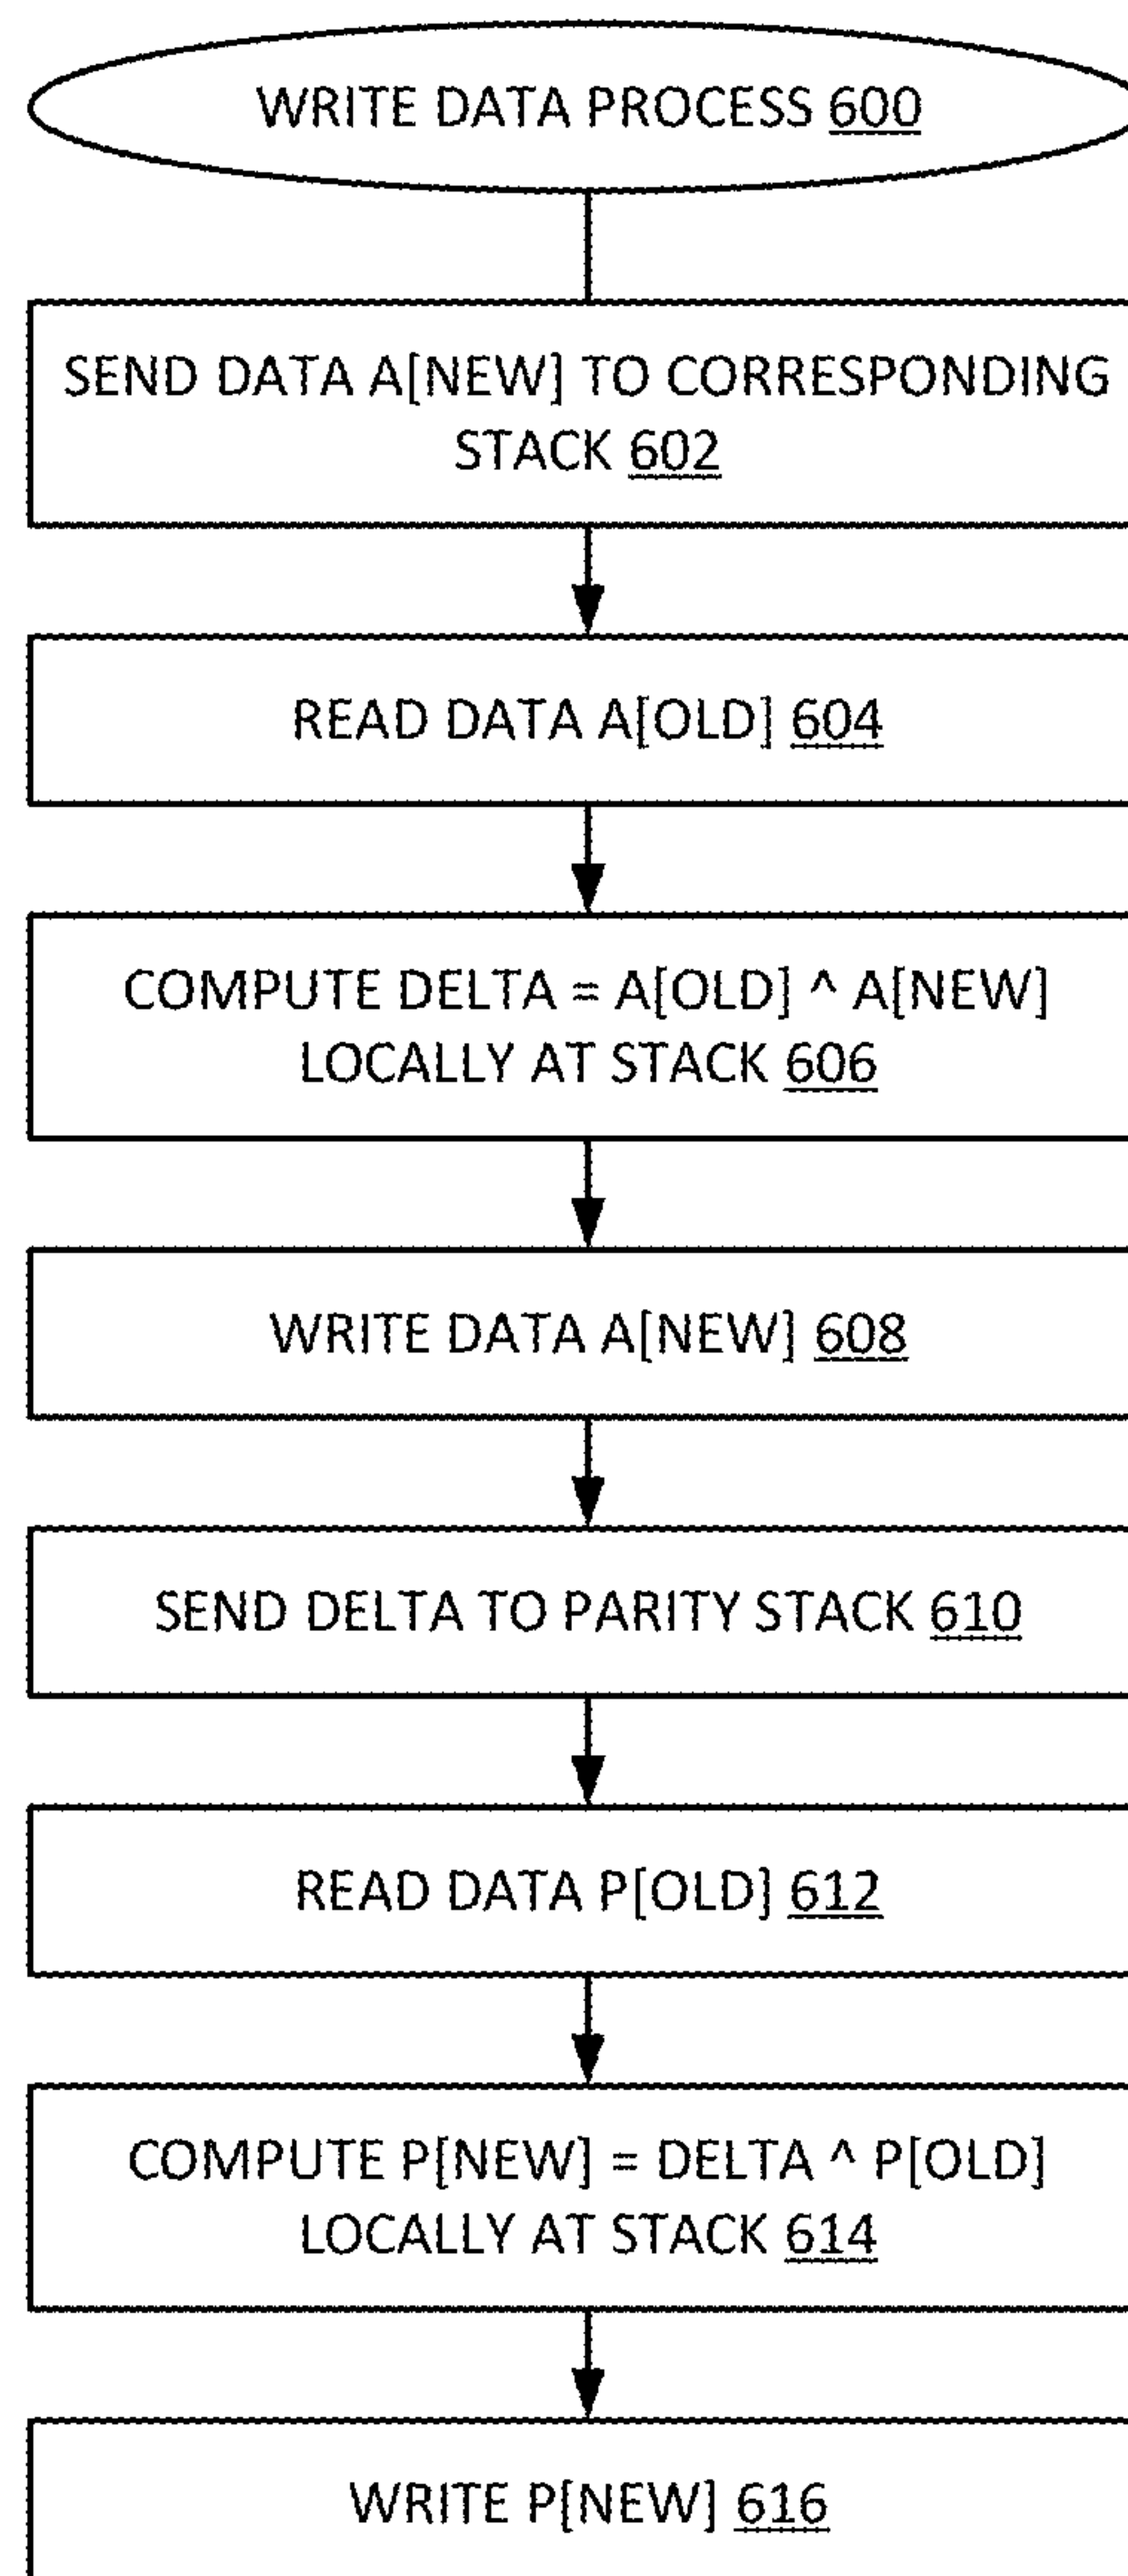 WRITE DATA PROCESS 600
SEND DATA A[NEW] TO CORRESPONDING
STACK 602
READ DATA A[OLD] 604
COMPUTE DELTA = A[OLD] ^ A[NEW]
LOCALLY AT STACK 606
WRITE DATA A[NEW] 608
SEND DELTA TO PARITY STACK 610
READ DATA P[OLD] 612
COMPUTE P[NEW] = DELTA ^ P[OLD]
LOCALLY AT STACK 614
WRITE P[NEW] 616